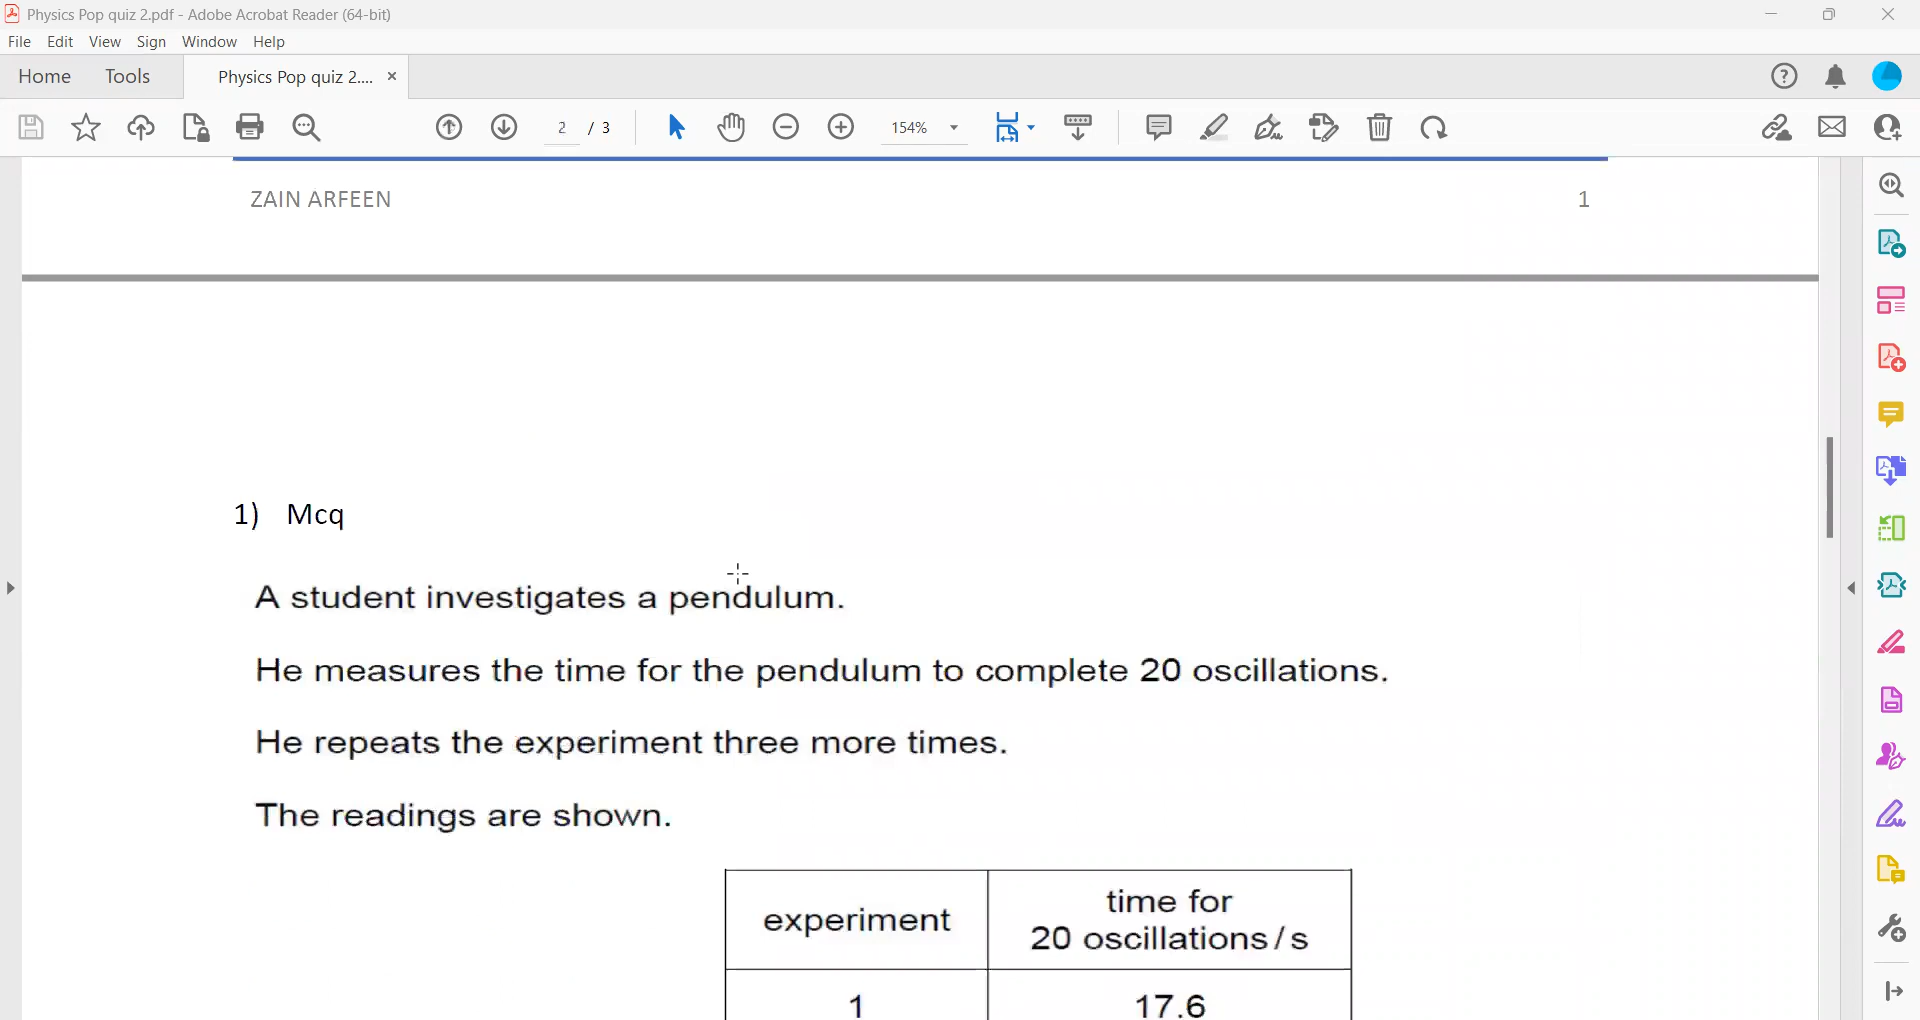 Physics Pop quiz 2.pdf - Adobe Acrobat Reader (64-bit)
File Edit View Sign Window Help
Home Tools Physics Pop quiz 2.... ×
2 / 3 154%
ZAIN ARFEEN 1
1) Mcq
A student investigates a pendulum.
He measures the time for the pendulum to complete 20 oscillations.
He repeats the experiment three more times.
The readings are shown.
experiment
time for
20 oscillations / s
1 17.6